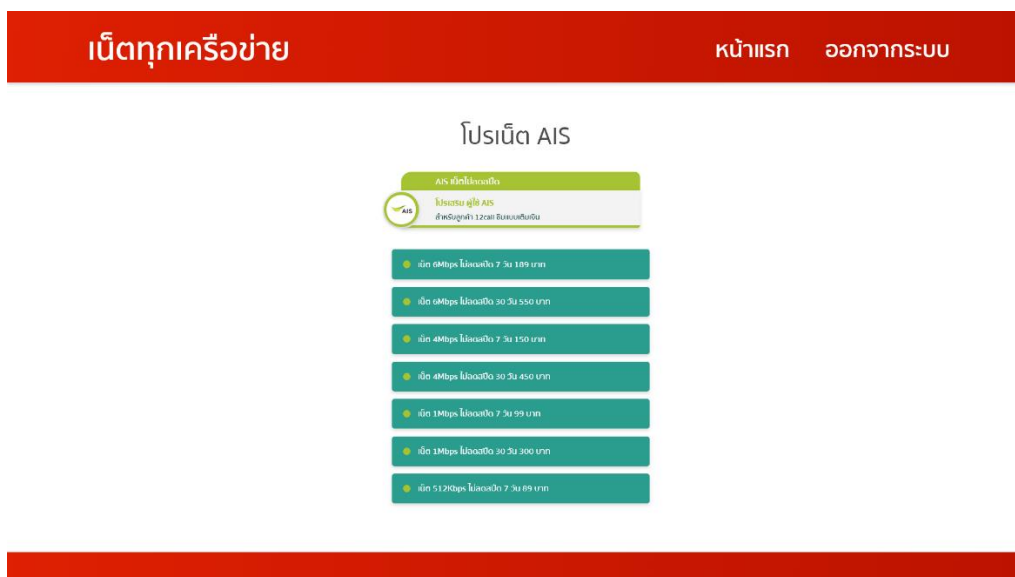 เน็ตทุกเครือข่าย
หน้าแรก ออกจากระบบ
โปรเน็ต AIS
AIS เน็ตไม่ลดสปีด
AIS
โปรเสริม ผู้ใช้ AIS
สำหรับลูกค้า 12call ซิมแบบเติมเงิน
เน็ต 6Mbps ไม่ลดสปีด 7 วัน 189 บาท
เน็ต 6Mbps ไม่ลดสปีด 30 วัน 550 บาท
เน็ต 4Mbps ไม่ลดสปีด 7 วัน 150 บาท
เน็ต 4Mbps ไม่ลดสปีด 30 วัน 450 บาท
เน็ต 1Mbps ไม่ลดสปีด 7 วัน 99 บาท
เน็ต 1Mbps ไม่ลดสปีด 30 วัน 300 บาท
เน็ต 512Kbps ไม่ลดสปีด 7 วัน 89 บาท